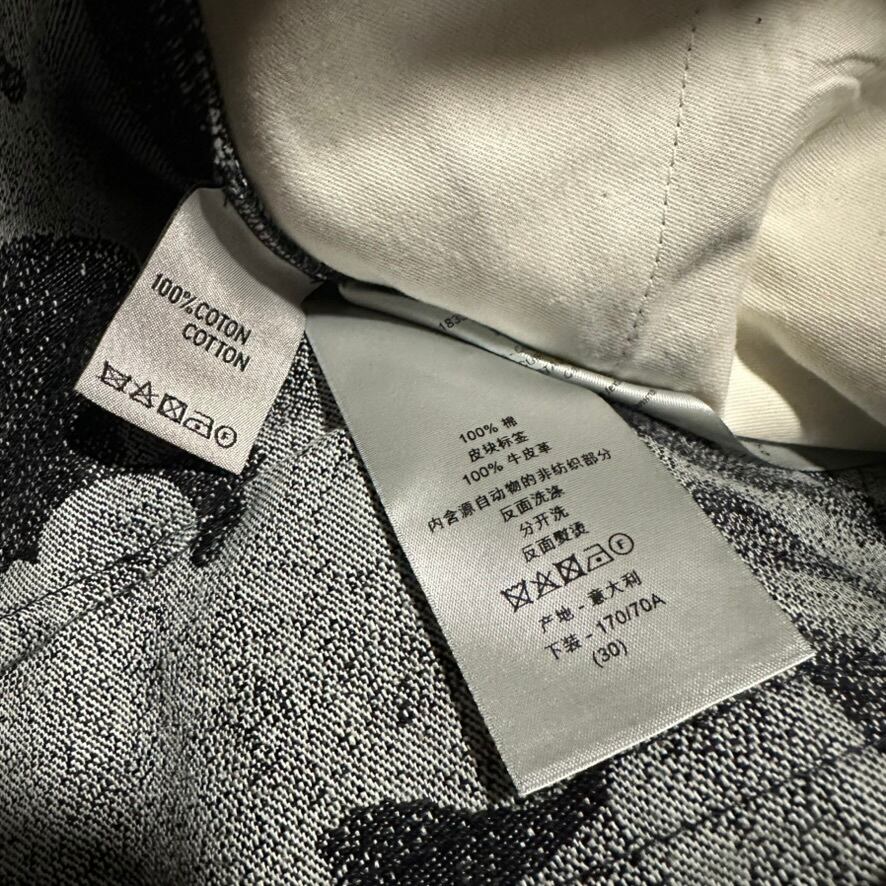 100% COTON
COTTON
F
183
100% 棉
皮块标签
100% 牛皮革
内含源自动物的非纺织部分
反面洗涤
分开洗
反面熨烫
F
产地 - 意大利
下装 - 170/70A
(30)